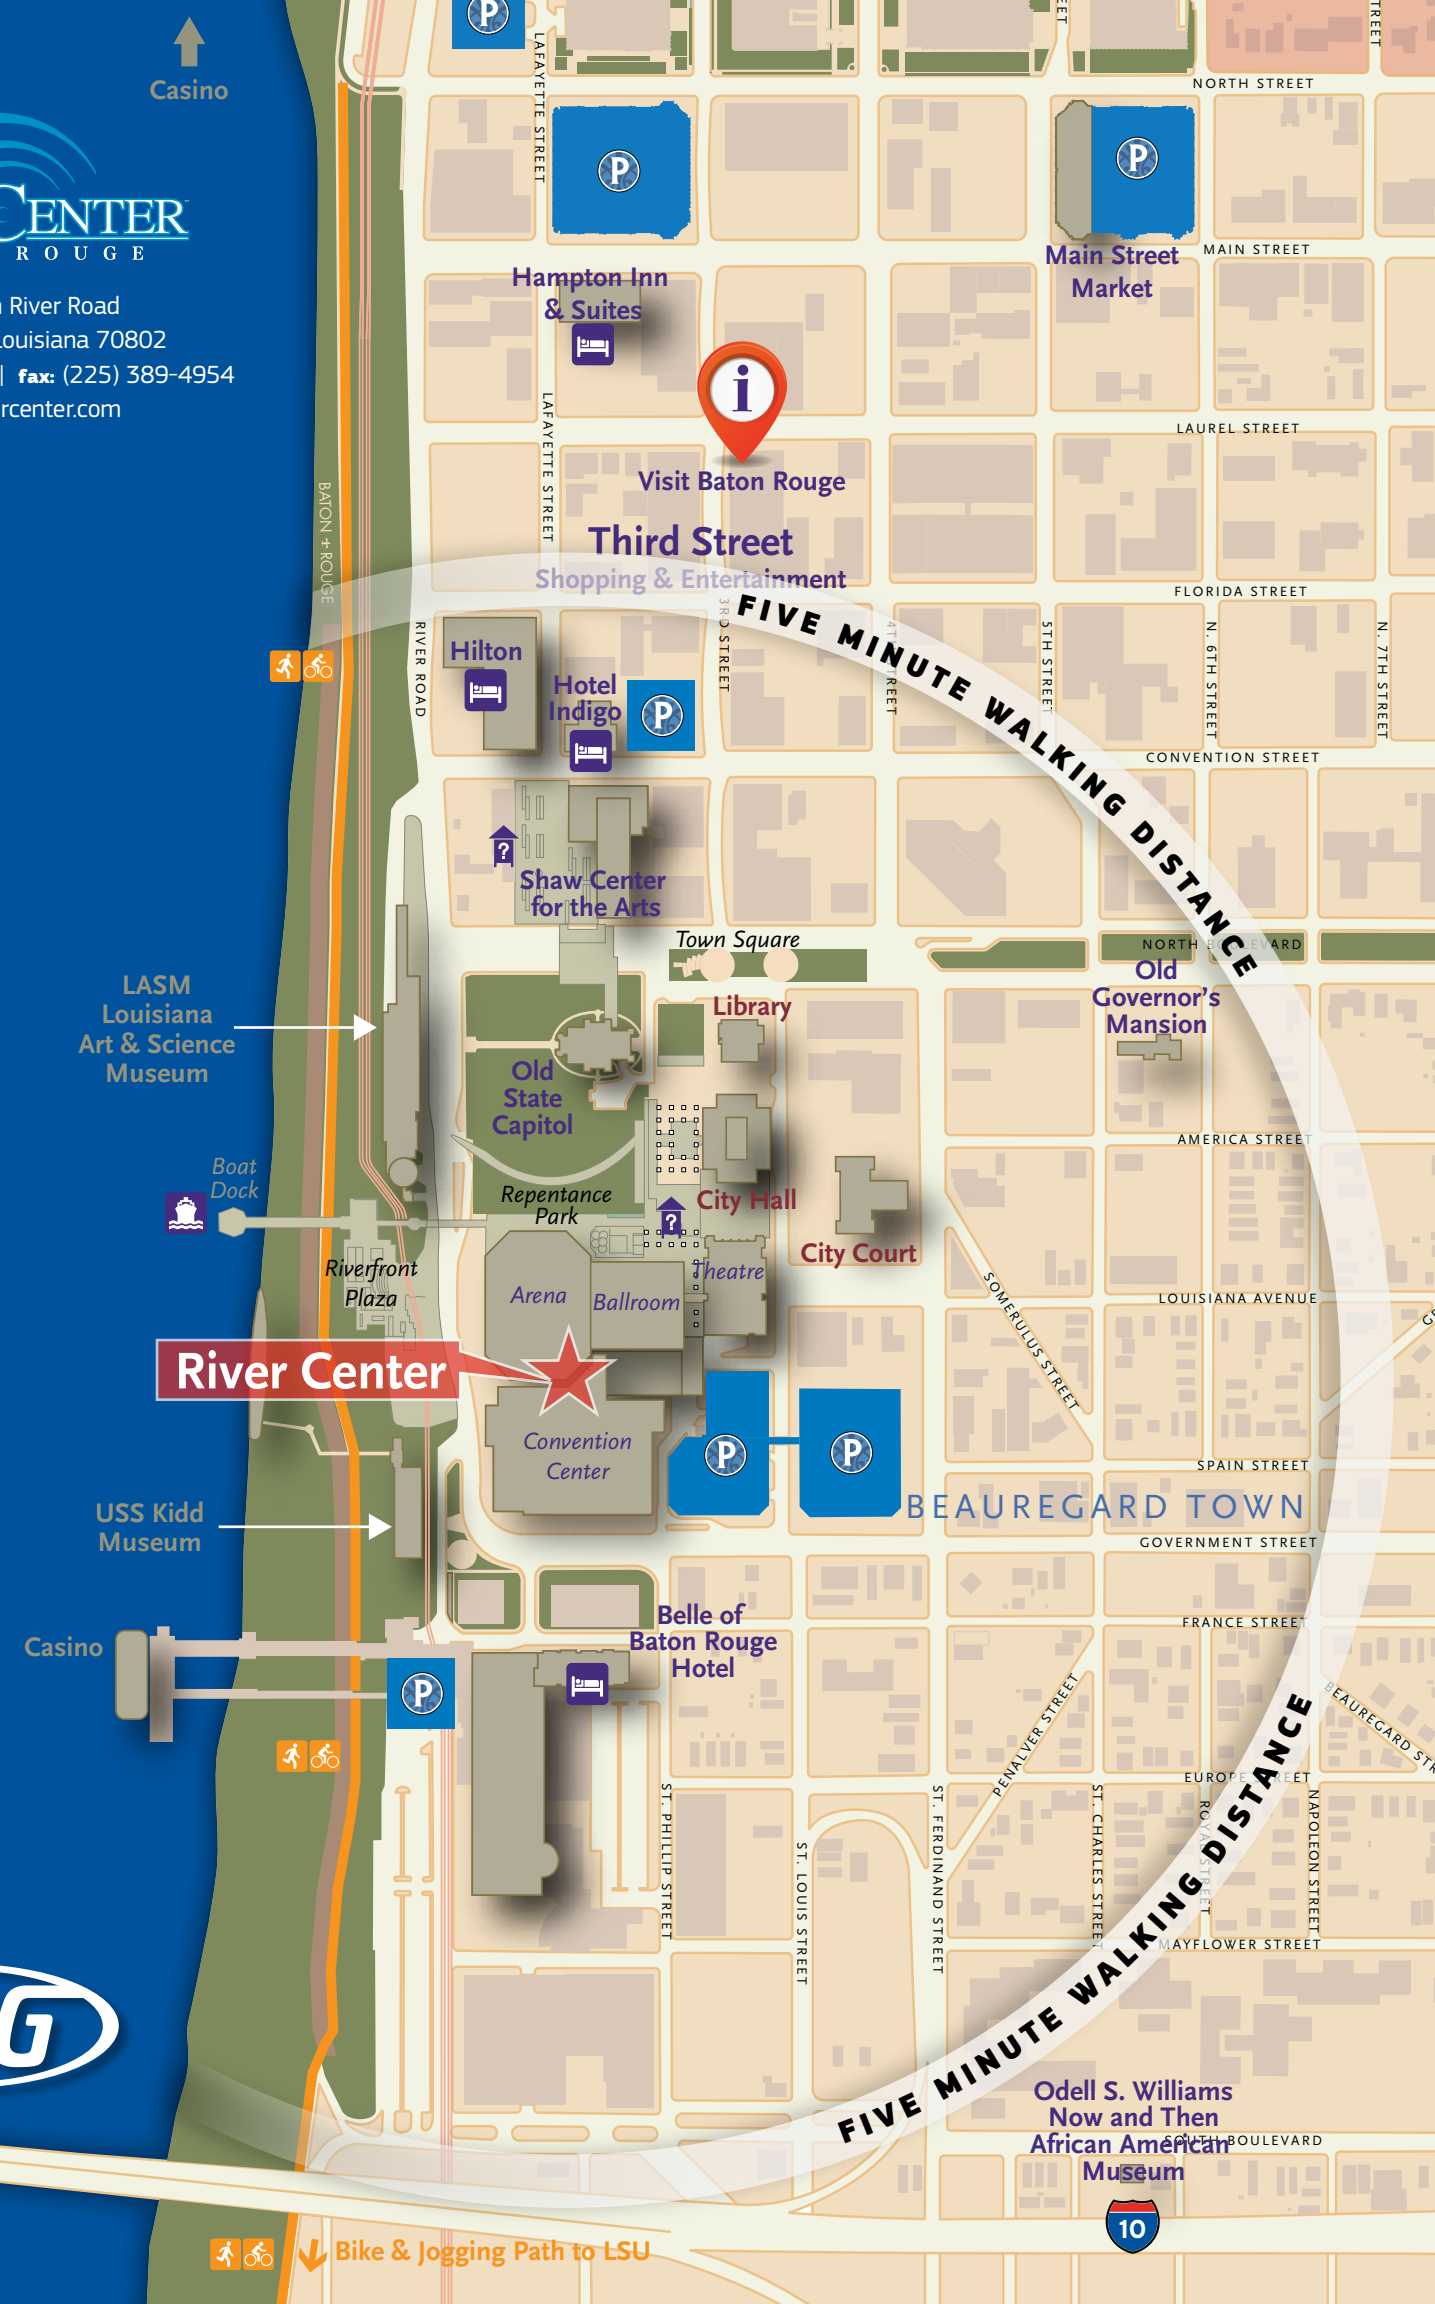 P
Casino
CENTER
ROUGE
River Road
Louisiana 70802
| fax: (225) 389-4954
rcenter.com
LAFAYETTE STREET
NORTH STREET
P
P
Main Street
Market
MAIN STREET
Hampton Inn
& Suites
i
LAFAYETTE STREET
LAUREL STREET
Visit Baton Rouge
Third Street
Shopping & Entertainment
BATON ROUGE
FLORIDA STREET
RIVER ROAD
3RD STREET
4TH STREET
5TH STREET
N. 6TH STREET
N. 7TH STREET
FIVE MINUTE WALKING DISTANCE
Hilton
Hotel
Indigo
P
CONVENTION STREET
?
Shaw Center
for the Arts
Town Square
NORTH BOULEVARD
Old
Governor's
Mansion
Library
LASM
Louisiana
Art & Science
Museum
Old
State
Capitol
AMERICA STREET
Boat
Dock
Repentance
Park
?
City Hall
City Court
Riverfront
Plaza
Arena
Ballroom
Theatre
SOMERULUS STREET
LOUISIANA AVENUE
River Center
Convention
Center
P
P
SPAIN STREET
BEAUREGARD TOWN
USS Kidd
Museum
GOVERNMENT STREET
Belle of
Baton Rouge
Hotel
FRANCE STREET
Casino
P
PENALVER STREET
BEAUREGARD STR
EUROPE STREET
ST. PHILLIP STREET
ST. LOUIS STREET
ST. FERDINAND STREET
ST. CHARLES STREET
ROYAL STREET
NAPOLEON STREET
MAYFLOWER STREET
FIVE MINUTE WALKING DISTANCE
G
Odell S. Williams
Now and Then
African American
Museum
SOUTH BOULEVARD
10
Bike & Jogging Path to LSU